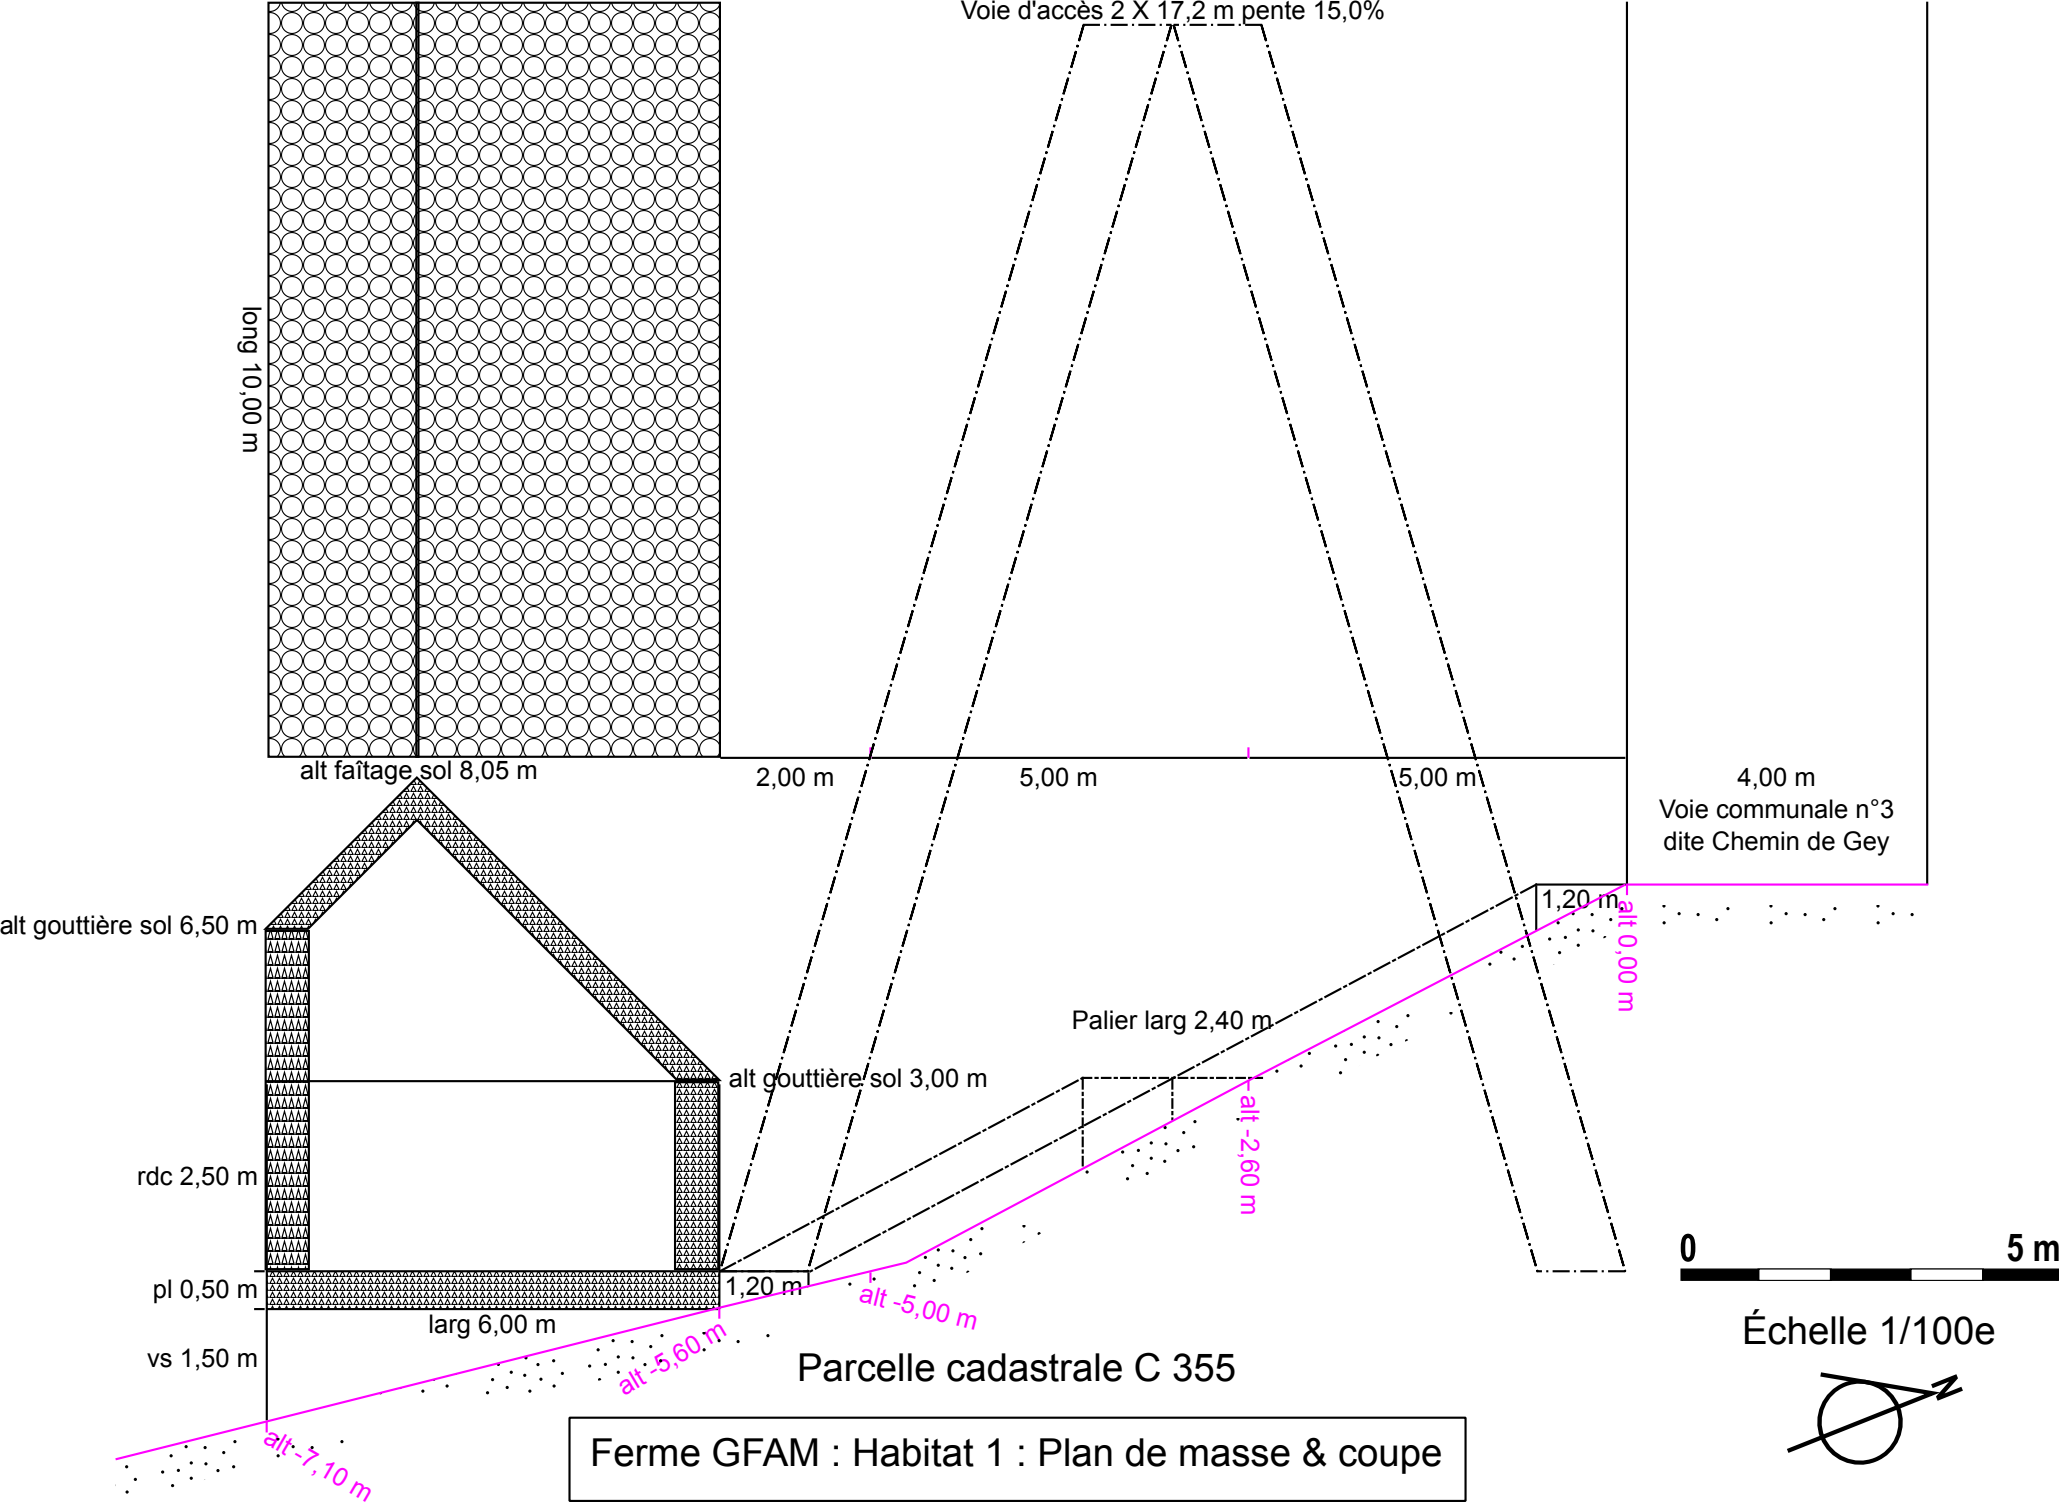 Voie d'accès 2 X 17,2 m pente 15,0%
long 10,00 m
alt faîtage sol 8,05 m
2,00 m
5,00 m
5,00 m
4,00 m
Voie communale n°3
dite Chemin de Gey
1,20 m
alt 0,00 m
alt gouttière sol 6,50 m
Palier larg 2,40 m
alt gouttière sol 3,00 m
alt -2,60 m
rdc 2,50 m
pl 0,50 m
1,20 m
alt -5,00 m
larg 6,00 m
vs 1,50 m
alt -5,60 m
alt -7,10 m
0
5 m
Échelle 1/100e
N
Parcelle cadastrale C 355
Ferme GFAM : Habitat 1 : Plan de masse & coupe